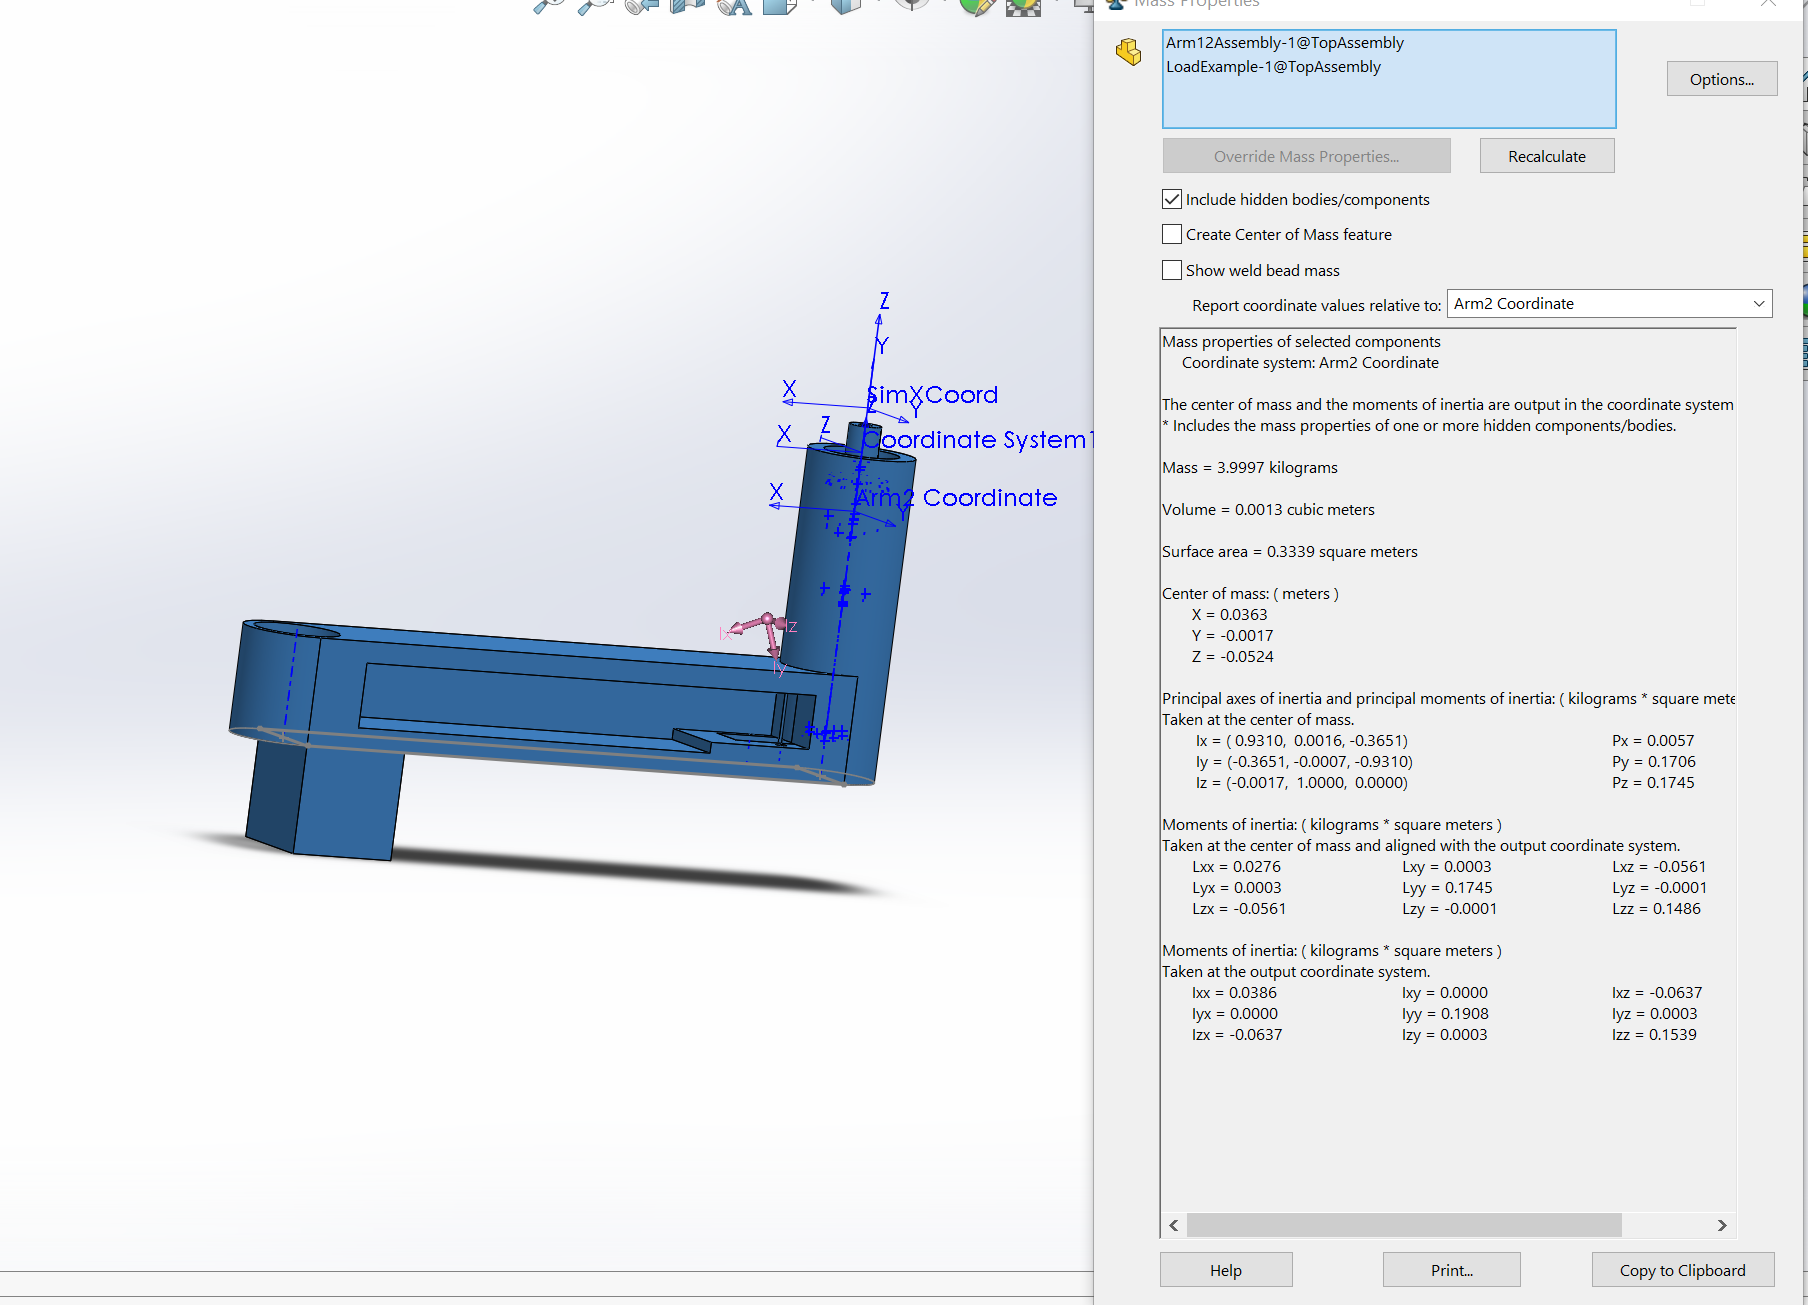 Mass Properties
Arm12Assembly-1@TopAssembly
LoadExample-1@TopAssembly
Options...
Override Mass Properties...
Recalculate
Include hidden bodies/components
Create Center of Mass feature
Show weld bead mass
Report coordinate values relative to:
Arm2 Coordinate
Mass properties of selected components
Coordinate system: Arm2 Coordinate
The center of mass and the moments of inertia are output in the coordinate system
* Includes the mass properties of one or more hidden components/bodies.
Mass = 3.9997 kilograms
Volume = 0.0013 cubic meters
Surface area = 0.3339 square meters
Center of mass: ( meters )
X = 0.0363
Y = -0.0017
Z = -0.0524
Principal axes of inertia and principal moments of inertia: ( kilograms * square mete
Taken at the center of mass.
Ix = ( 0.9310, 0.0016, -0.3651) Px = 0.0057
Iy = (-0.3651, -0.0007, -0.9310) Py = 0.1706
Iz = (-0.0017, 1.0000, 0.0000) Pz = 0.1745
Moments of inertia: ( kilograms * square meters )
Taken at the center of mass and aligned with the output coordinate system.
Lxx = 0.0276 Lxy = 0.0003 Lxz = -0.0561
Lyx = 0.0003 Lyy = 0.1745 Lyz = -0.0001
Lzx = -0.0561 Lzy = -0.0001 Lzz = 0.1486
Moments of inertia: ( kilograms * square meters )
Taken at the output coordinate system.
Ixx = 0.0386 Ixy = 0.0000 Ixz = -0.0637
Iyx = 0.0000 Iyy = 0.1908 Iyz = 0.0003
Izx = -0.0637 Izy = 0.0003 Izz = 0.1539
Help
Print...
Copy to Clipboard
Z
Y
X
SimXCoord
Y
Z
X
Coordinate System1
X
Arm2 Coordinate
Y
Ix
Iz
Iy